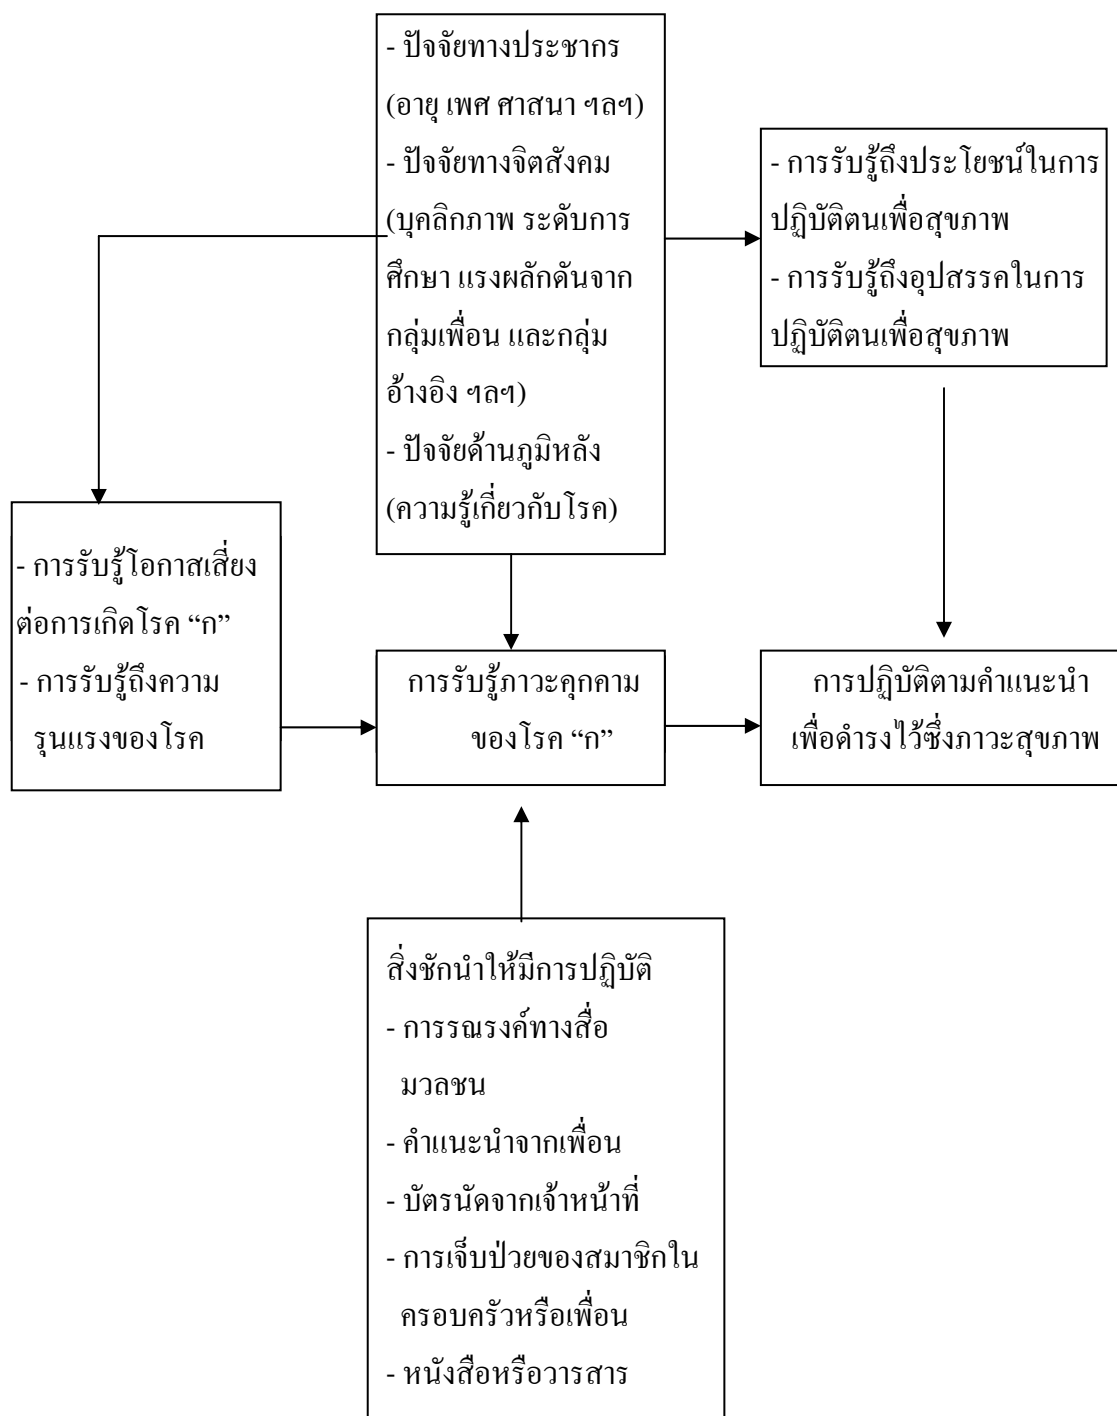 - ปัจจัยทางประชากร
(อายุ เพศ ศาสนา ฯลฯ)
- ปัจจัยทางจิตสังคม
(บุคลิกภาพ ระดับการ
ศึกษา แรงผลักดันจาก
กลุ่มเพื่อน และกลุ่ม
อ้างอิง ฯลฯ)
- ปัจจัยด้านภูมิหลัง
(ความรู้เกี่ยวกับโรค)
- การรับรู้ถึงประโยชน์ในการ
ปฏิบัติตนเพื่อสุขภาพ
- การรับรู้ถึงอุปสรรคในการ
ปฏิบัติตนเพื่อสุขภาพ
- การรับรู้โอกาสเสี่ยง
ต่อการเกิดโรค “ก”
- การรับรู้ถึงความ
รุนแรงของโรค
การรับรู้ภาวะคุกคาม
ของโรค “ก”
การปฏิบัติตามคำแนะนำ
เพื่อดำรงไว้ซึ่งภาวะสุขภาพ
สิ่งชักนำให้มีการปฏิบัติ
- การรณรงค์ทางสื่อ
มวลชน
- คำแนะนำจากเพื่อน
- บัตรนัดจากเจ้าหน้าที่
- การเจ็บป่วยของสมาชิกใน
ครอบครัวหรือเพื่อน
- หนังสือหรือวารสาร